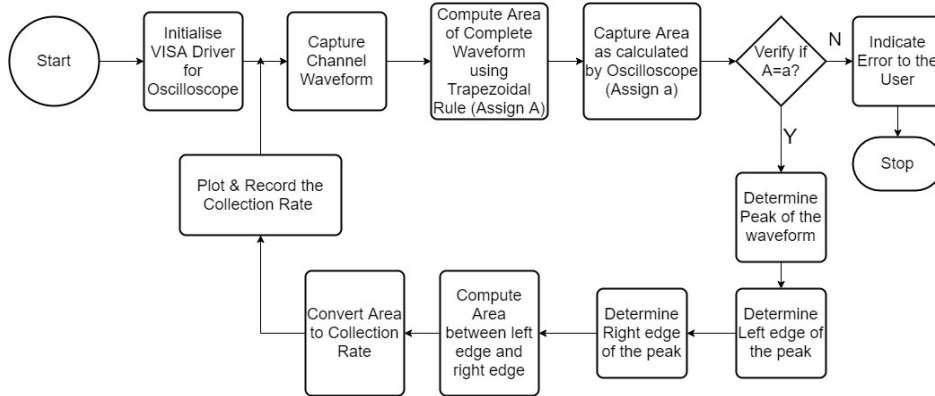 Start
Initialise
VISA Driver
for
Oscilloscope
Capture
Channel
Waveform
Compute Area
of Complete
Waveform
using
Trapezoidal
Rule (Assign A)
Capture Area
as calculated
by Oscilloscope
(Assign a)
Verify if
A=a?
N
Indicate
Error to the
User
Stop
Y
Determine
Peak of the
waveform
Determine
Left edge of
the peak
Determine
Right edge
of the peak
Compute
Area
between left
edge and
right edge
Convert Area
to Collection
Rate
Plot & Record the
Collection Rate